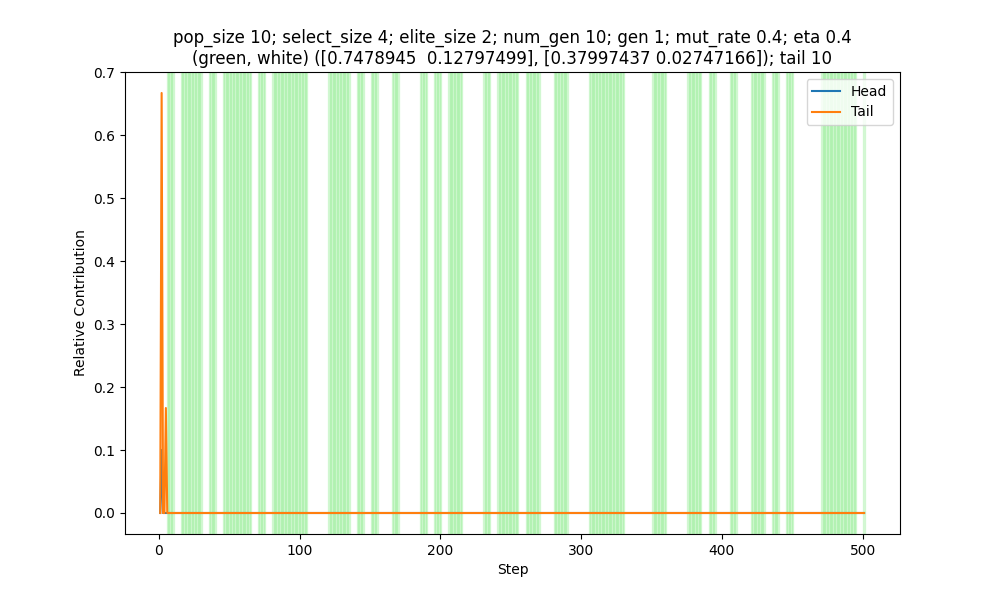 pop_size 10; select_size 4; elite_size 2; num_gen 10; gen 1; mut_rate 0.4; eta 0.4
(green, white) ([0.7478945  0.12797499], [0.37997437 0.02747166]); tail 10
0.7
0.6
0.5
0.4
0.3
0.2
0.1
0.0
Relative Contribution
Head
Tail
0 100 200 300 400 500
Step